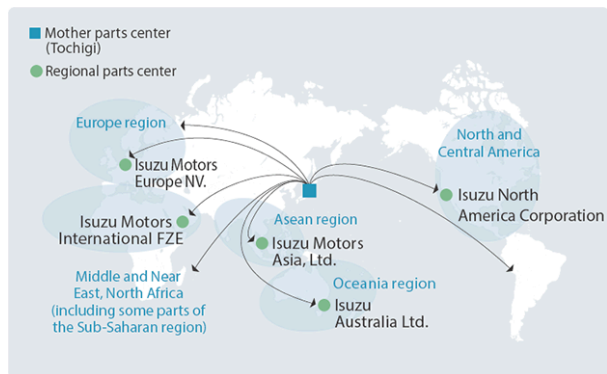 Mother parts center
(Tochigi)
Regional parts center
Europe region
Isuzu Motors
Europe NV.
Isuzu Motors
International FZE
Middle and Near
East, North Africa
(including some parts of
the Sub-Saharan region)
Asean region
Isuzu Motors
Asia, Ltd.
Oceania region
Isuzu
Australia Ltd.
North and
Central America
Isuzu North
America Corporation